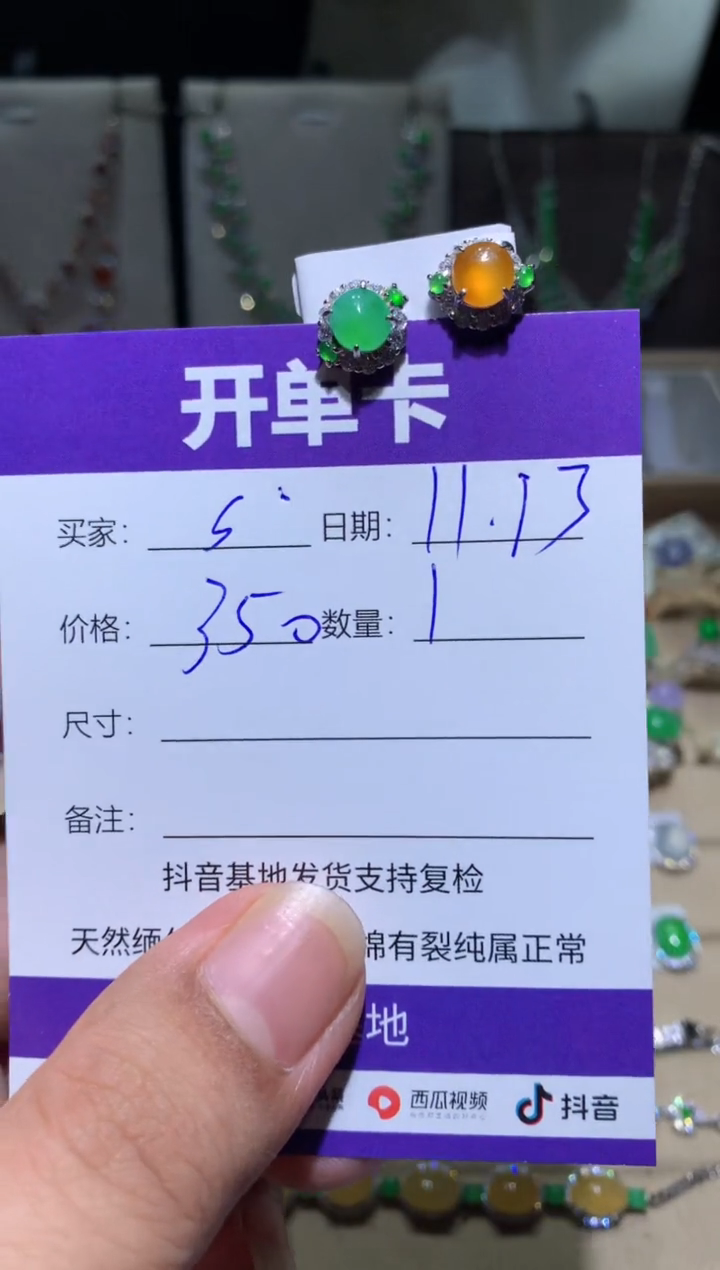 开单卡
买家: S 日期: 11.13
价格: 350 数量: 1
尺寸:
备注:
抖音基地发货支持复检
天然缅 棉有裂纯属正常
地
西瓜视频 抖音